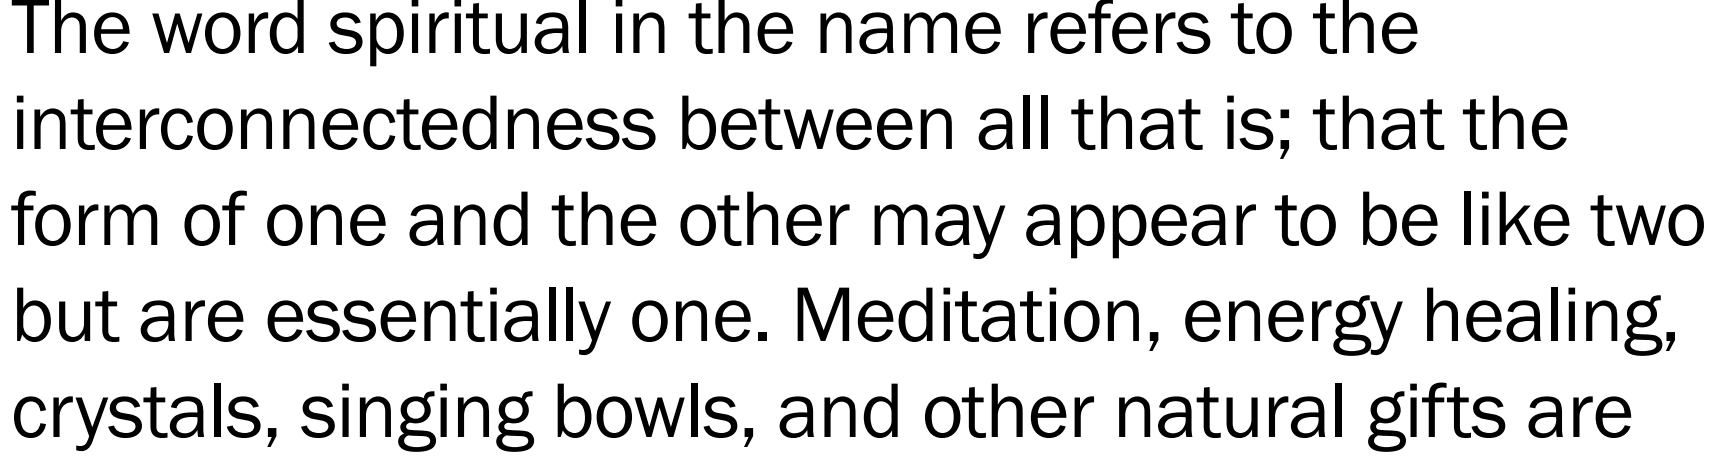 The word spiritual in the name refers to the
interconnectedness between all that is; that the
form of one and the other may appear to be like two
but are essentially one. Meditation, energy healing,
crystals, singing bowls, and other natural gifts are